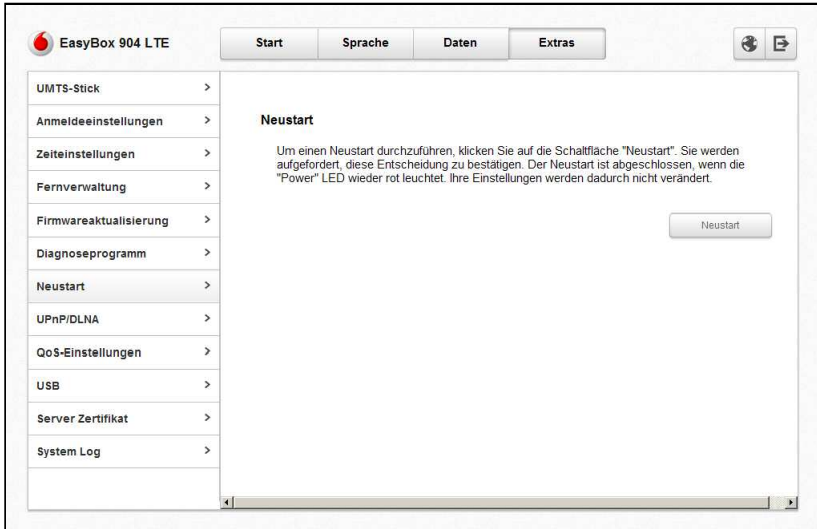 EasyBox 904 LTE
Start
Sprache
Daten
Extras
UMTS-Stick
Anmeldeeinstellungen
Zeiteinstellungen
Fernverwaltung
Firmwareaktualisierung
Diagnoseprogramm
Neustart
UPnP/DLNA
QoS-Einstellungen
USB
Server Zertifikat
System Log
Neustart
Um einen Neustart durchzuführen, klicken Sie auf die Schaltfläche "Neustart". Sie werden
aufgefordert, diese Entscheidung zu bestätigen. Der Neustart ist abgeschlossen, wenn die
"Power" LED wieder rot leuchtet. Ihre Einstellungen werden dadurch nicht verändert.
Neustart